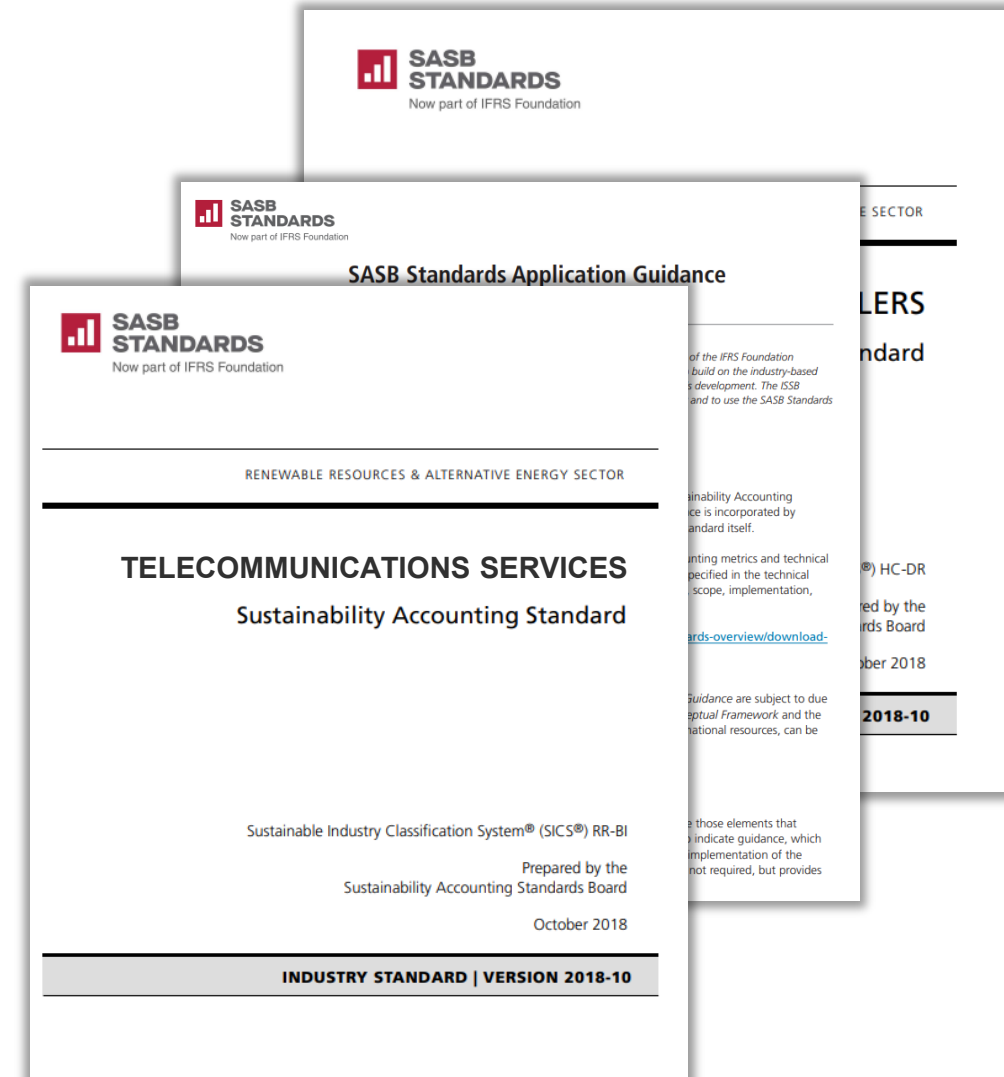 SASB
STANDARDS
Now part of IFRS Foundation
E SECTOR
LERS
ndard
®) HC-DR
red by the
rds Board
ober 2018
2018-10
SASB
STANDARDS
Now part of IFRS Foundation
SASB Standards Application Guidance
of the IFRS Foundation
build on the industry-based
s development. The ISSB
and to use the SASB Standards
ainability Accounting
ce is incorporated by
andard itself.
unting metrics and technical
pecified in the technical
, scope, implementation,
ards-overview/download-
Guidance are subject to due
eptual Framework and the
national resources, can be
e those elements that
o indicate guidance, which
implementation of the
not required, but provides
SASB
STANDARDS
Now part of IFRS Foundation
RENEWABLE RESOURCES & ALTERNATIVE ENERGY SECTOR
TELECOMMUNICATIONS SERVICES
Sustainability Accounting Standard
Sustainable Industry Classification System® (SICS®) RR-BI
Prepared by the
Sustainability Accounting Standards Board
October 2018
INDUSTRY STANDARD | VERSION 2018-10